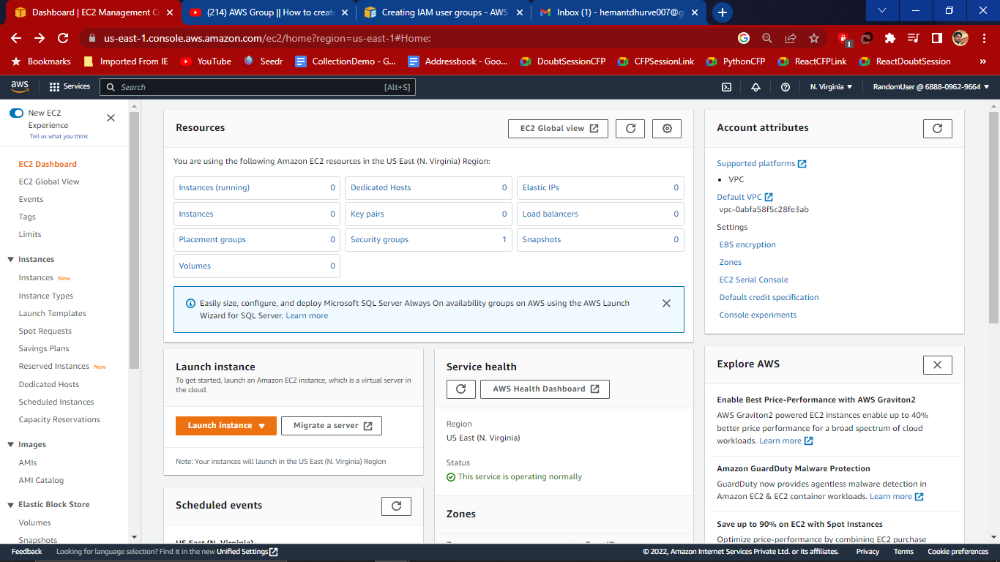 Dashboard | EC2 Management Co
(214) AWS Group || How to create
Creating IAM user groups - AWS
Inbox (1) - hemantdhurve007@g
us-east-1.console.aws.amazon.com/ec2/home?region=us-east-1#Home:
1
Bookmarks
Imported From IE
YouTube
Seedr
CollectionDemo - G...
Addressbook - Goo...
DoubtSessionCFP
CFPSessionLink
PythonCFP
ReactCFPLink
ReactDoubtSession
»
aws
Services
Search
[Alt+S]
N. Virginia
RandomUser @ 6888-0962-9664
New EC2
Experience
Tell us what you think
EC2 Dashboard
EC2 Global View
Events
Tags
Limits
Instances
Instances New
Instance Types
Launch Templates
Spot Requests
Savings Plans
Reserved Instances New
Dedicated Hosts
Scheduled Instances
Capacity Reservations
Images
AMIs
AMI Catalog
Elastic Block Store
Volumes
Snapshots
Resources
EC2 Global view
You are using the following Amazon EC2 resources in the US East (N. Virginia) Region:
Instances (running) 0
Dedicated Hosts 0
Elastic IPs 0
Instances 0
Key pairs 0
Load balancers 0
Placement groups 0
Security groups 1
Snapshots 0
Volumes 0
Easily size, configure, and deploy Microsoft SQL Server Always On availability groups on AWS using the AWS Launch
Wizard for SQL Server. Learn more
Launch instance
To get started, launch an Amazon EC2 instance, which is a virtual server in
the cloud.
Launch instance
Migrate a server
Note: Your instances will launch in the US East (N. Virginia) Region
Scheduled events
US East (N. Virginia)
Service health
AWS Health Dashboard
Region
US East (N. Virginia)
Status
This service is operating normally
Zones
Account attributes
Supported platforms
VPC
Default VPC
vpc-0abfa58f5c28fe3ab
Settings
EBS encryption
Zones
EC2 Serial Console
Default credit specification
Console experiments
Explore AWS
Enable Best Price-Performance with AWS Graviton2
AWS Graviton2 powered EC2 instances enable up to 40%
better price performance for a broad spectrum of cloud
workloads. Learn more
Amazon GuardDuty Malware Protection
GuardDuty now provides agentless malware detection in
Amazon EC2 & EC2 container workloads. Learn more
Save up to 90% on EC2 with Spot Instances
Optimize price-performance by combining EC2 purchase
Feedback
Looking for language selection? Find it in the new Unified Settings
© 2022, Amazon Internet Services Private Ltd. or its affiliates.
Privacy
Terms
Cookie preferences